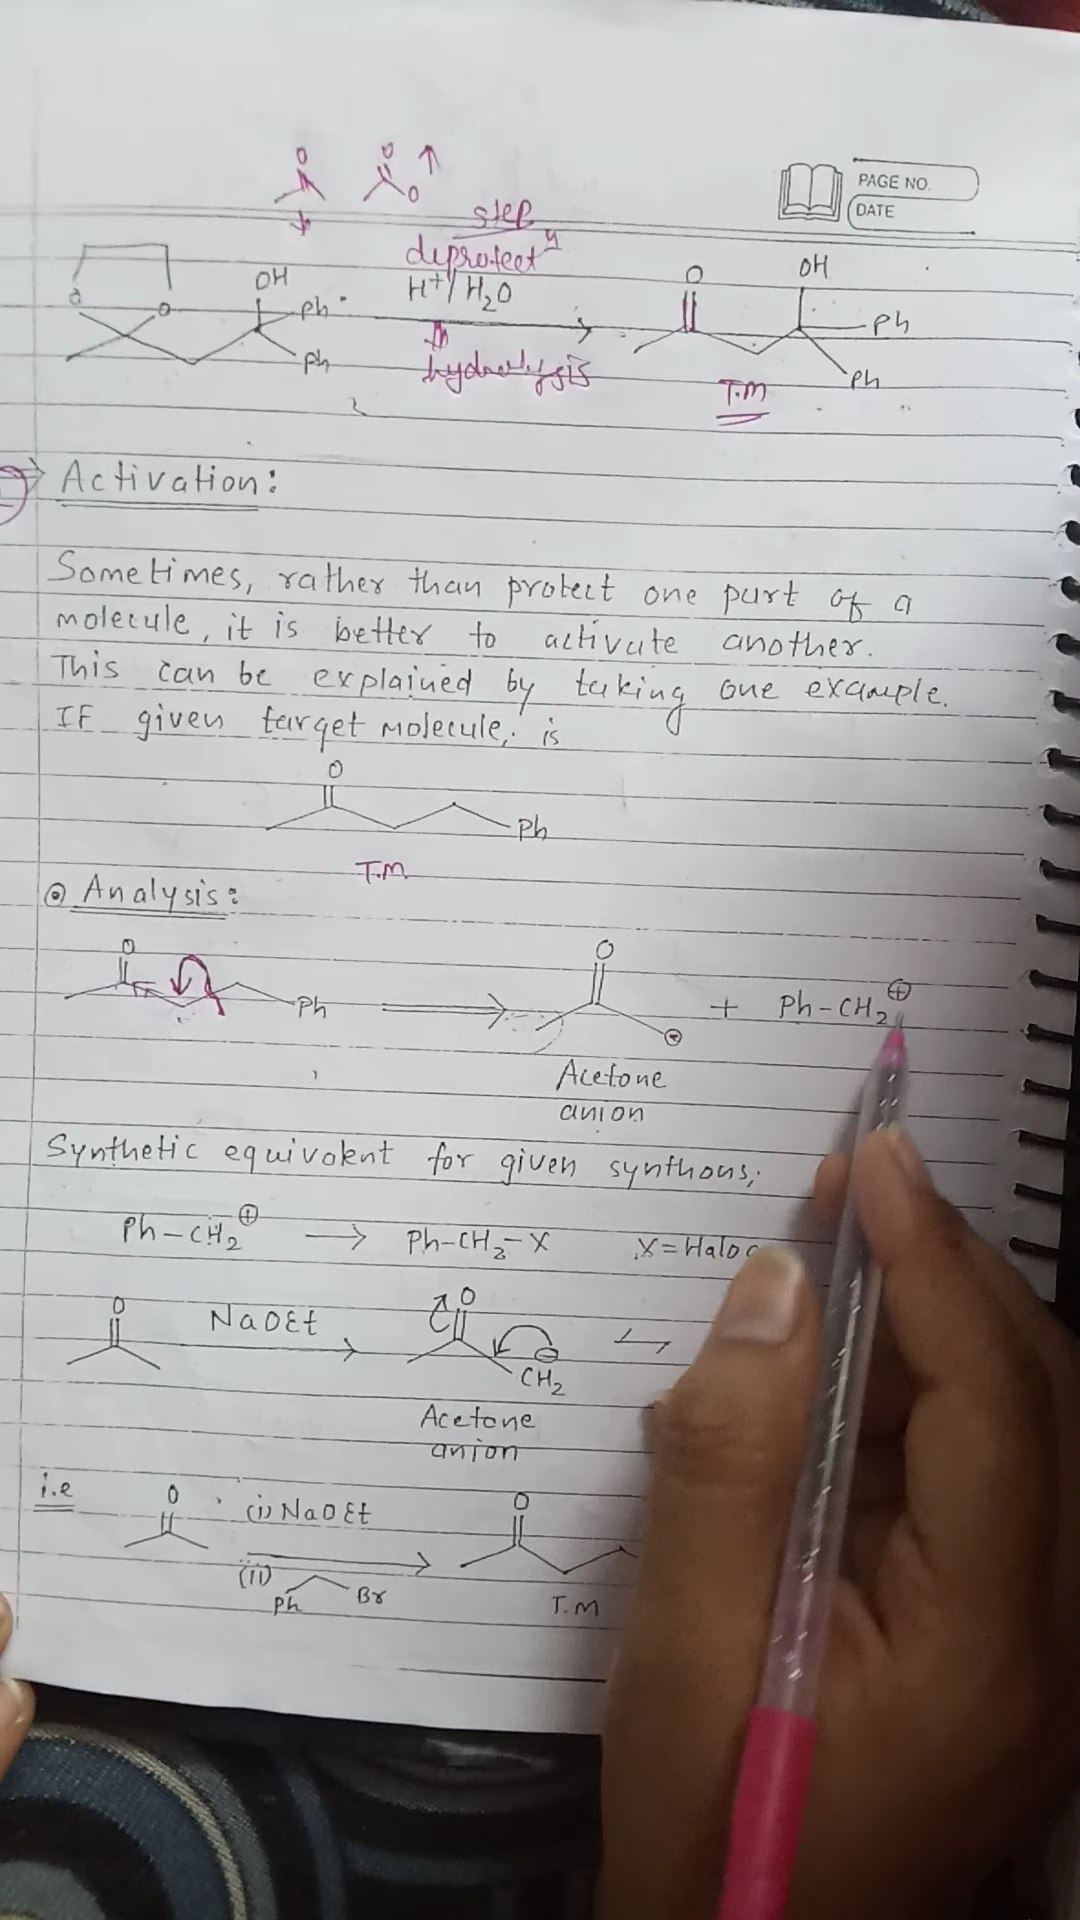 O O ↑
O
PAGE NO.
DATE
step
deprotectⁿ
OH H⁺/H₂O O OH
O O Ph Ph
Ph hydrolysis Ph
T.M
Activation:
Sometimes, rather than protect one part of a
molecule, it is better to activate another.
This can be explained by taking one example.
IF given target molecule, is
O
Ph
T.M
Analysis:
O O
Ph ⊖ + Ph-CH₂⊕
Acetone
anion
Synthetic equivalent for given synthons,
Ph-CH₂⊕ → Ph-CH₂-X ,X=Halo
O NaOEt O
⊖
CH₂
Acetone
anion
i.e O (i) NaOEt O
(ii) Ph Br T.M